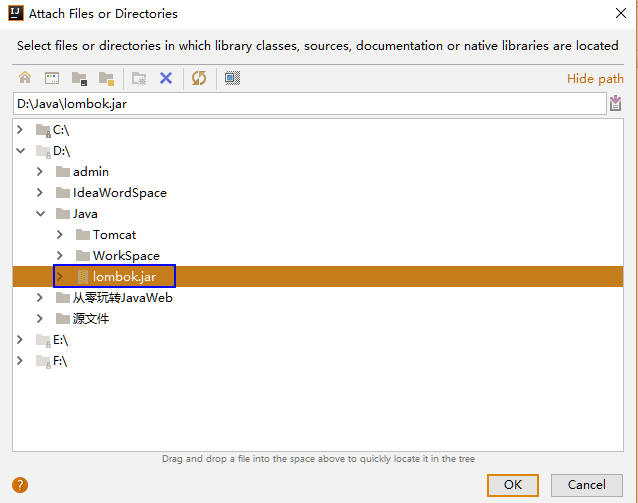 Attach Files or Directories
Select files or directories in which library classes, sources, documentation or native libraries are located
Hide path
D:\Java\lombok.jar
C:\
D:\
admin
IdeaWordSpace
Java
Tomcat
WorkSpace
lombok.jar
从零玩转JavaWeb
源文件
E:\
F:\
Drag and drop a file into the space above to quickly locate it in the tree
?
OK
Cancel